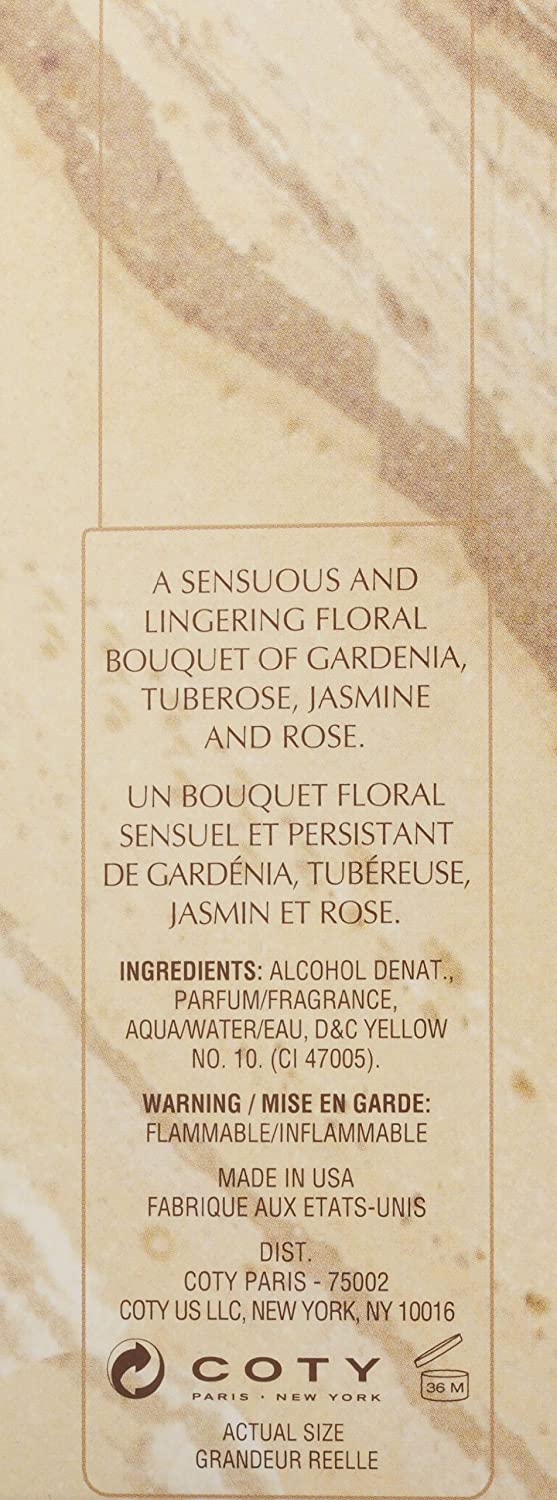 A SENSUOUS AND
LINGERING FLORAL
BOUQUET OF GARDENIA,
TUBEROSE, JASMINE
AND ROSE.
UN BOUQUET FLORAL
SENSUEL ET PERSISTANT
DE GARDÉNIA, TUBÉREUSE,
JASMIN ET ROSE.
INGREDIENTS: ALCOHOL DENAT.,
PARFUM/FRAGRANCE,
AQUA/WATER/EAU, D&C YELLOW
NO. 10. (CI 47005).
WARNING / MISE EN GARDE:
FLAMMABLE/INFLAMMABLE
MADE IN USA
FABRIQUE AUX ETATS-UNIS
DIST.
COTY PARIS - 75002
COTY US LLC, NEW YORK, NY 10016
COTY
PARIS · NEW YORK
36 M
ACTUAL SIZE
GRANDEUR REELLE